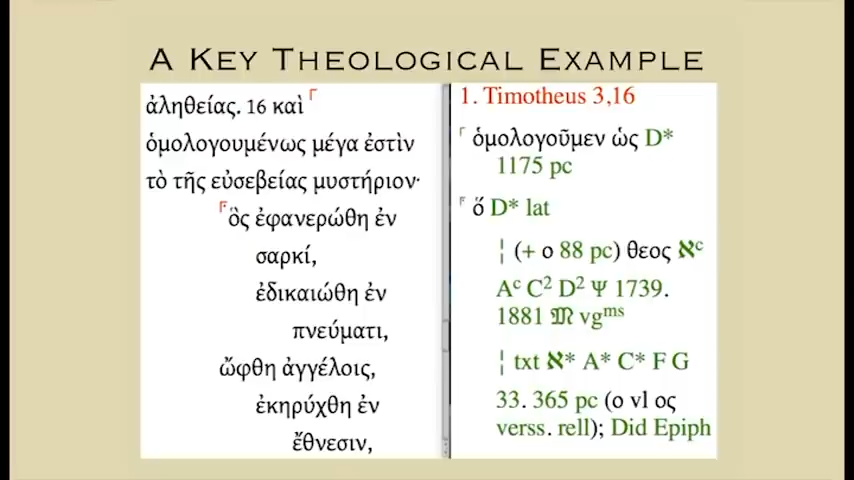 A KEY THEOLOGICAL EXAMPLE
ἀληθείας. 16 καὶ ⸀
ὁμολογουμένως μέγα ἐστὶν
τὸ τῆς εὐσεβείας μυστήριον·
⸁ὃς ἐφανερώθη ἐν
σαρκί,
ἐδικαιώθη ἐν
πνεύματι,
ὤφθη ἀγγέλοις,
ἐκηρύχθη ἐν
ἔθνεσιν,
1. Timotheus 3,16
⸀ ὁμολογοῦμεν ὡς D*
1175 pc
⸁ ὅ D* lat
¦ (+ ο 88 pc) θεος ℵᶜ
Aᶜ C² D² Ψ 1739.
1881 𝔐 vgᵐˢ
¦ txt ℵ* A* C* F G
33. 365 pc (ο vl ος
verss. rell); Did Epiph